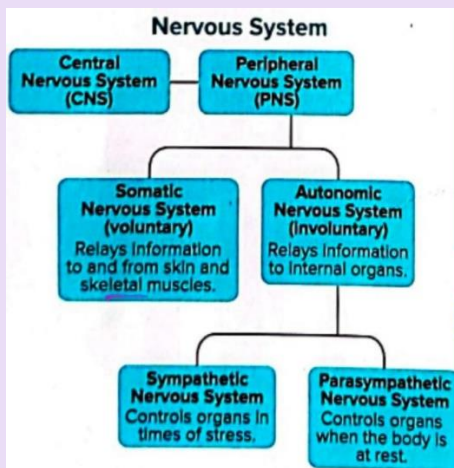 Nervous System
Central
Nervous System
(CNS)
Peripheral
Nervous System
(PNS)
Somatic
Nervous System
(voluntary)
Relays information
to and from skin and
skeletal muscles.
Autonomic
Nervous System
(involuntary)
Relays information
to internal organs.
Sympathetic
Nervous System
Controls organs in
times of stress.
Parasympathetic
Nervous System
Controls organs
when the body is
at rest.